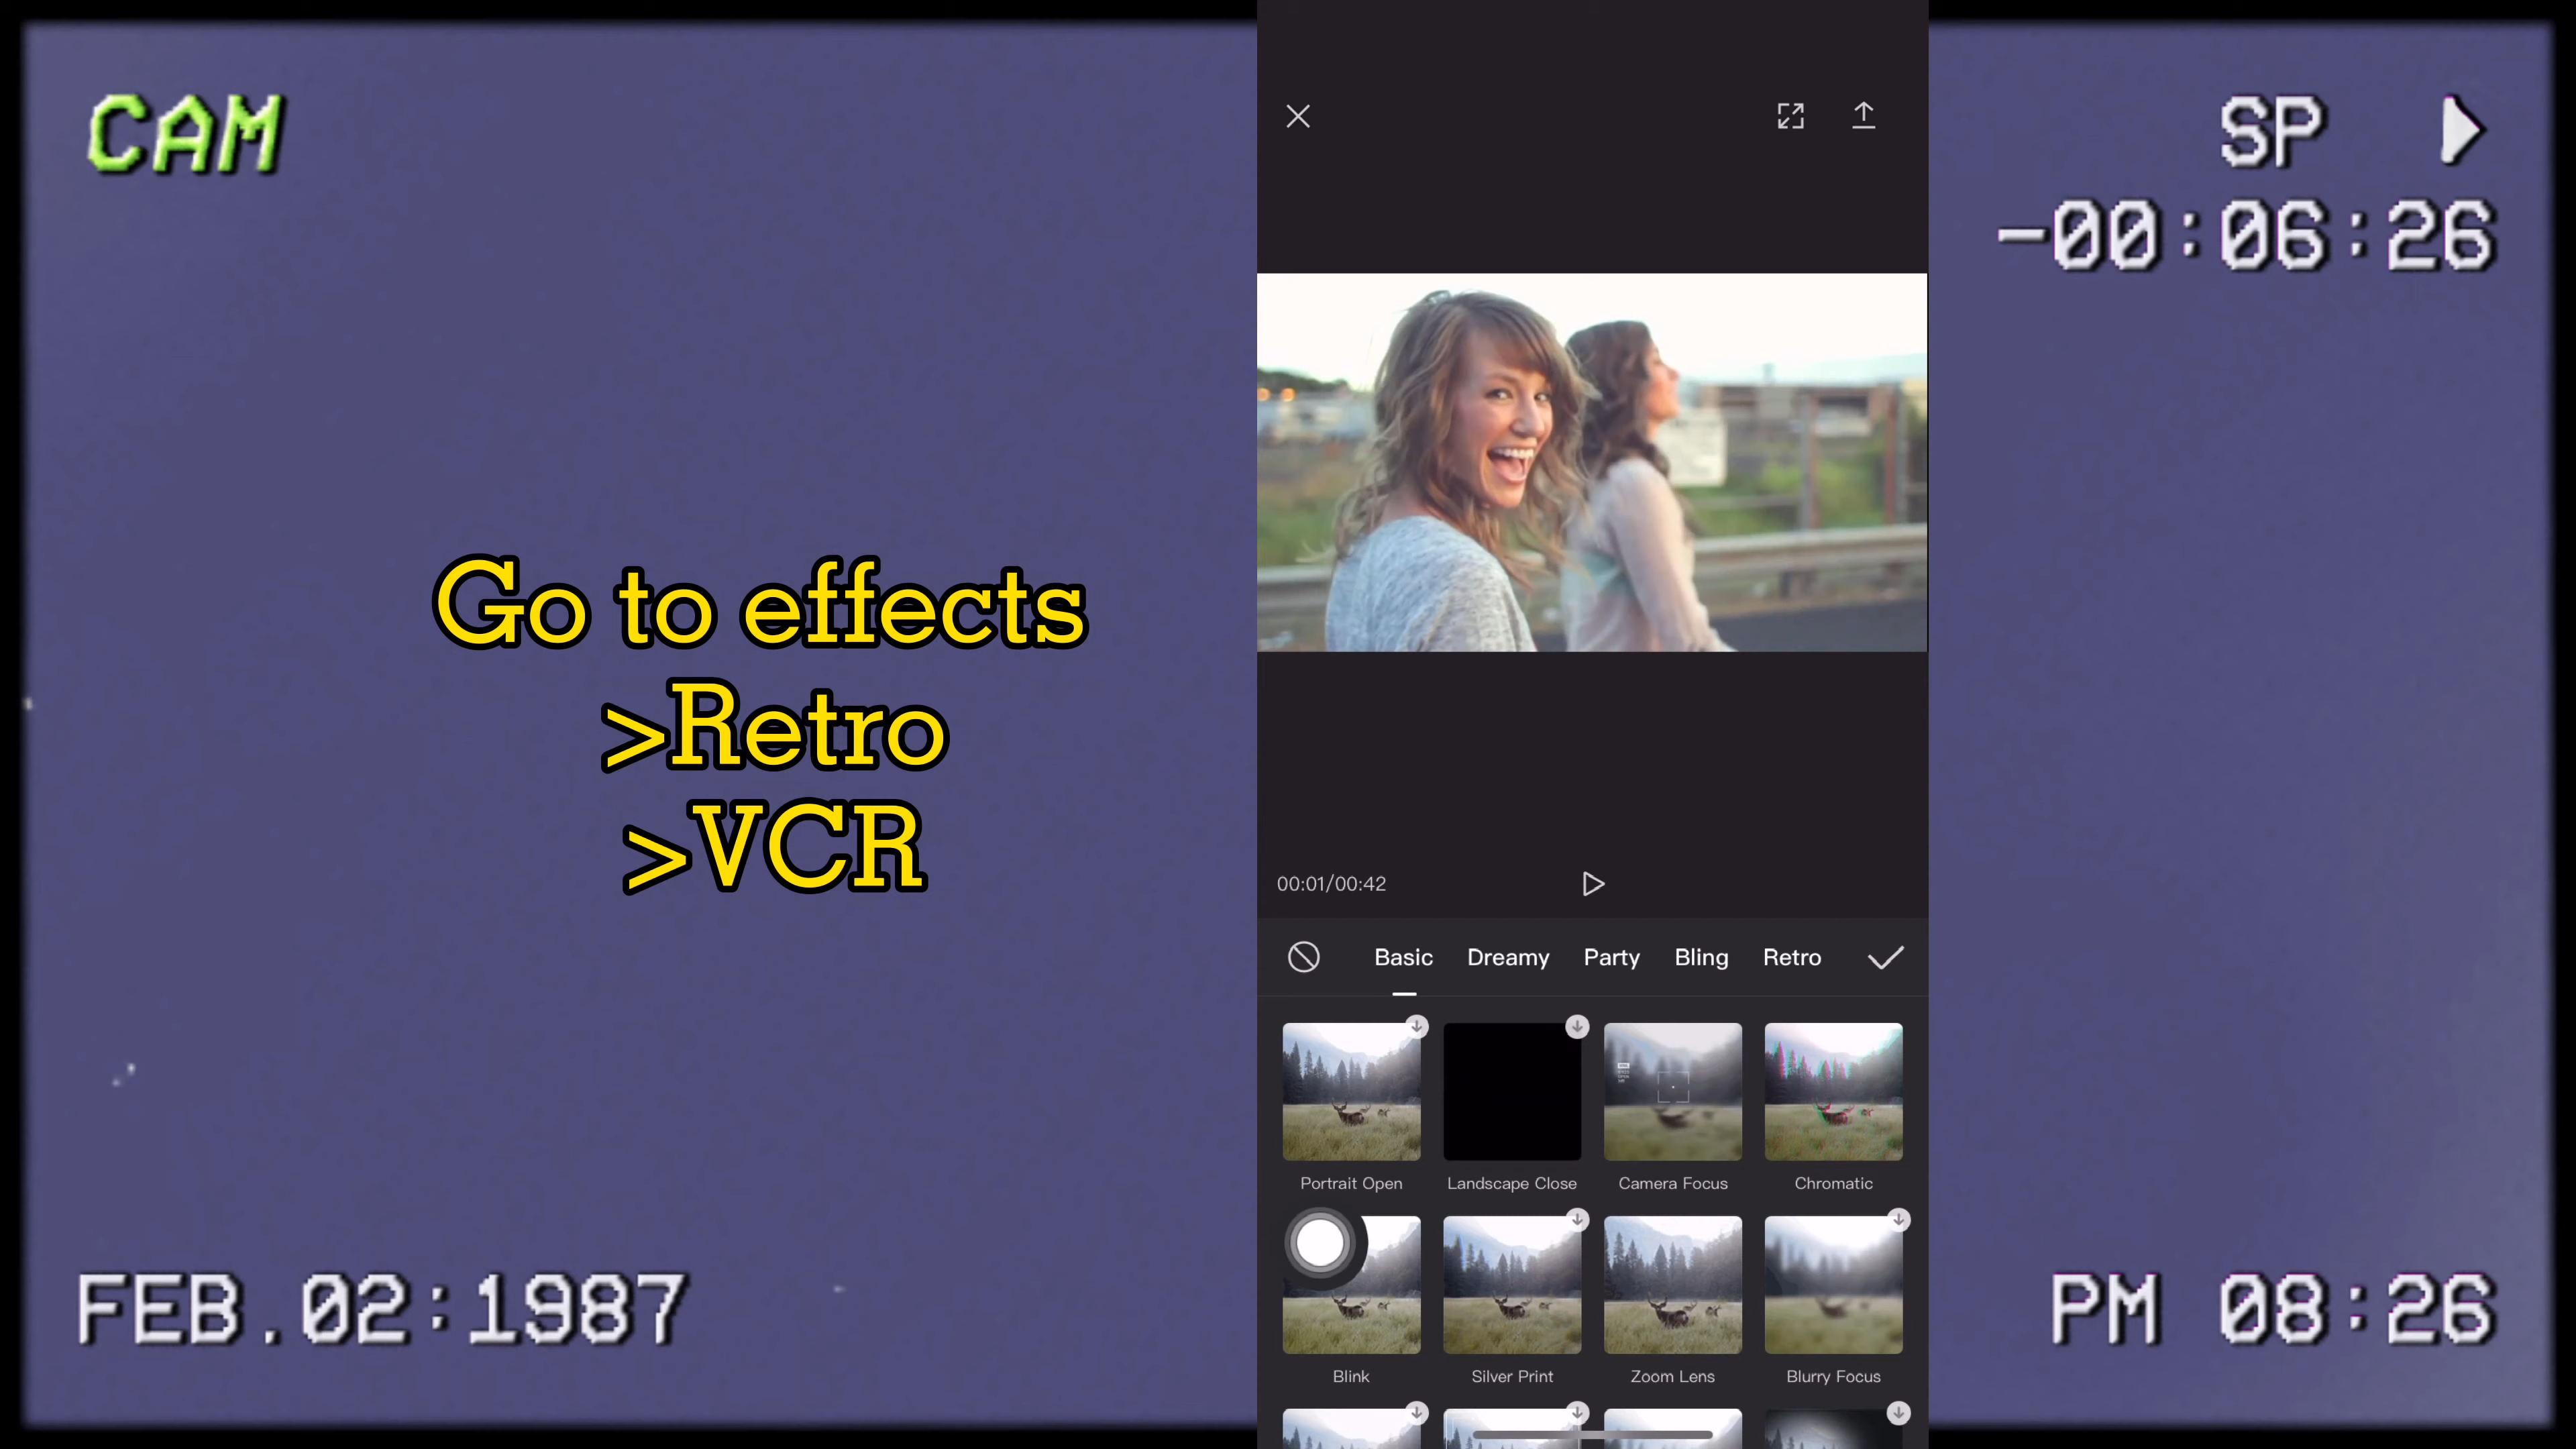 CAM
SP
-00:06:26
Go to effects
>Retro
>VCR
00:01/00:42
Basic Dreamy Party Bling Retro
Portrait Open Landscape Close Camera Focus Chromatic
Blink Silver Print Zoom Lens Blurry Focus
FEB.02:1987
PM 08:26